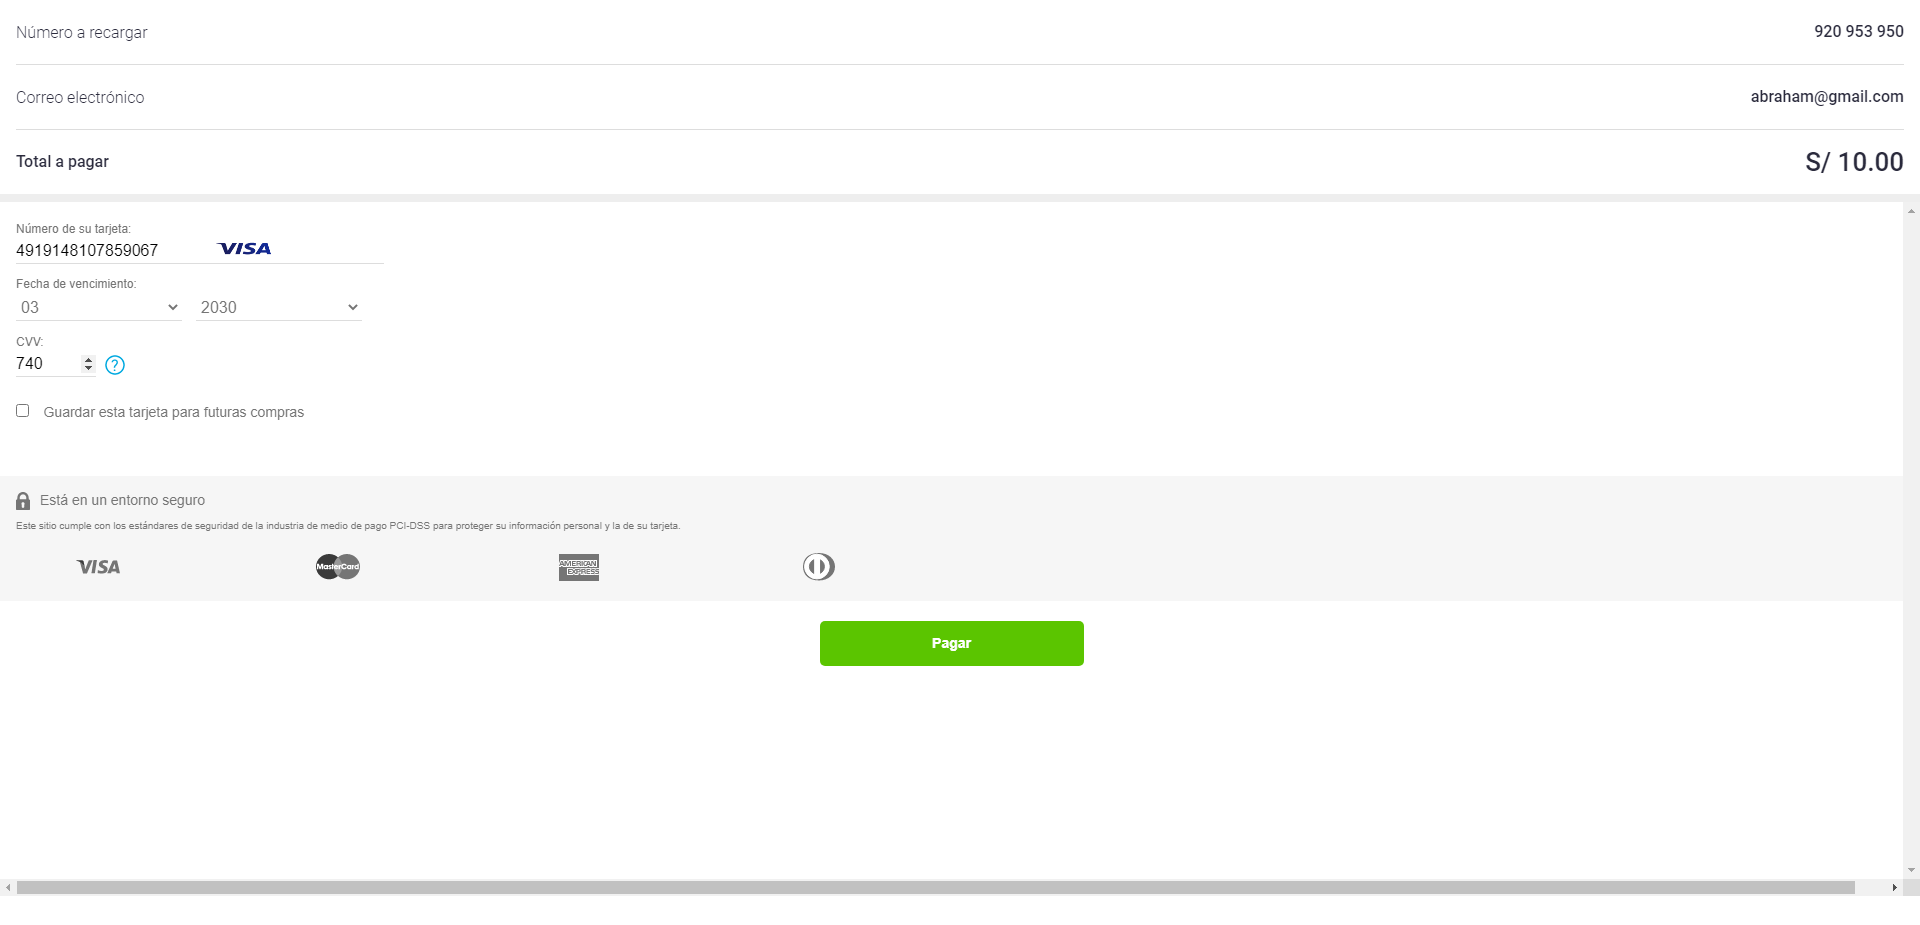 Número a recargar 920 953 950
Correo electrónico abraham@gmail.com
Total a pagar S/ 10.00
Número de su tarjeta:
4919148107859067 VISA
Fecha de vencimiento:
03 2030
CVV:
740 ?
Guardar esta tarjeta para futuras compras
Está en un entorno seguro
Este sitio cumple con los estándares de seguridad de la industria de medio de pago PCI-DSS para proteger su información personal y la de su tarjeta.
VISA MasterCard AMERICAN EXPRESS
Pagar